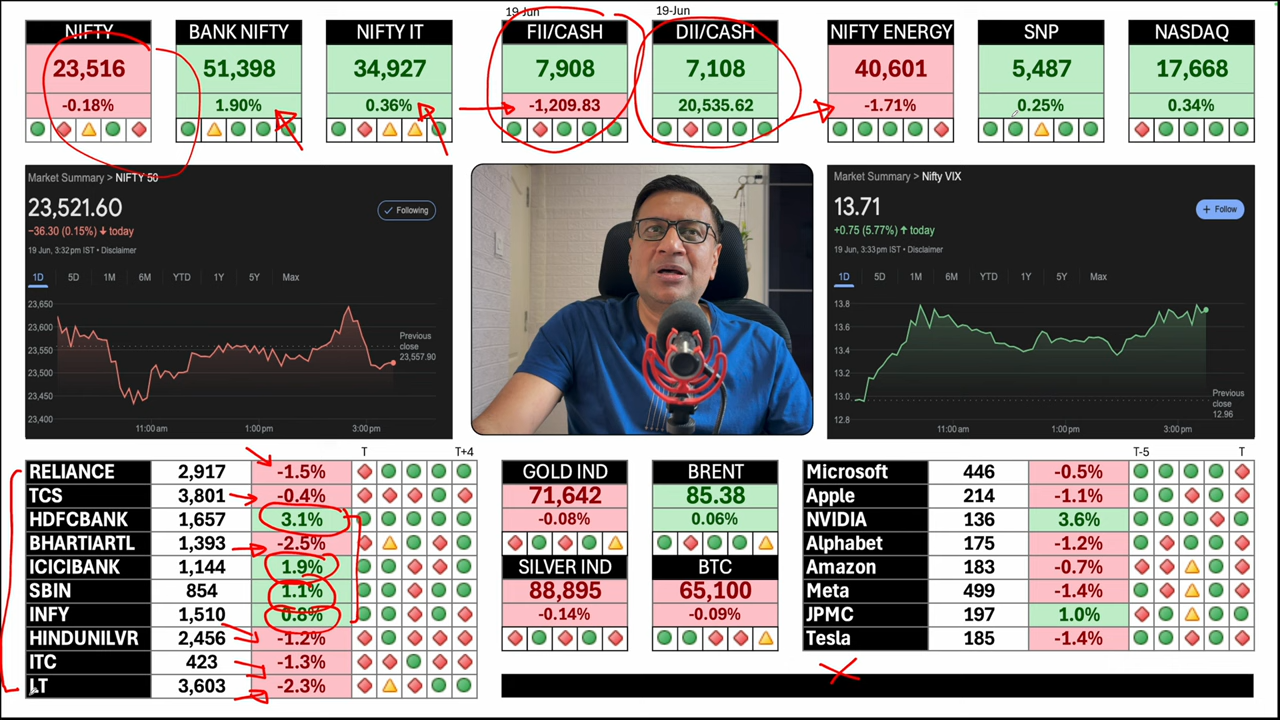 19-Jun 19-Jun
NIFTY BANK NIFTY NIFTY IT FII/CASH DII/CASH NIFTY ENERGY SNP NASDAQ
23,516 51,398 34,927 7,908 7,108 40,601 5,487 17,668
-0.18% 1.90% 0.36% -1,209.83 20,535.62 -1.71% 0.25% 0.34%
Market Summary > NIFTY 50
23,521.60
Following
−36.30 (0.15%) ↓ today
19 Jun, 3:32 pm IST • Disclaimer
1D 5D 1M 6M YTD 1Y 5Y Max
23,650
23,600
23,550
23,500
23,450
23,400
Previous
close
23,557.90
11:00 am 1:00 pm 3:00 pm
Market Summary > Nifty VIX
13.71
+ Follow
+0.75 (5.77%) ↑ today
19 Jun, 3:33 pm IST • Disclaimer
1D 5D 1M 6M YTD 1Y 5Y Max
13.8
13.6
13.4
13.2
13.0
12.8
Previous
close
12.96
11:00 am 1:00 pm 3:00 pm
T T+4
RELIANCE 2,917 -1.5%
TCS 3,801 -0.4%
HDFCBANK 1,657 3.1%
BHARTIARTL 1,393 -2.5%
ICICIBANK 1,144 1.9%
SBIN 854 1.1%
INFY 1,510 0.8%
HINDUNILVR 2,456 -1.2%
ITC 423 -1.3%
LT 3,603 -2.3%
GOLD IND BRENT
71,642 85.38
-0.08% 0.06%
SILVER IND BTC
88,895 65,100
-0.14% -0.09%
T-5 T
Microsoft 446 -0.5%
Apple 214 -1.1%
NVIDIA 136 3.6%
Alphabet 175 -1.2%
Amazon 183 -0.7%
Meta 499 -1.4%
JPMC 197 1.0%
Tesla 185 -1.4%